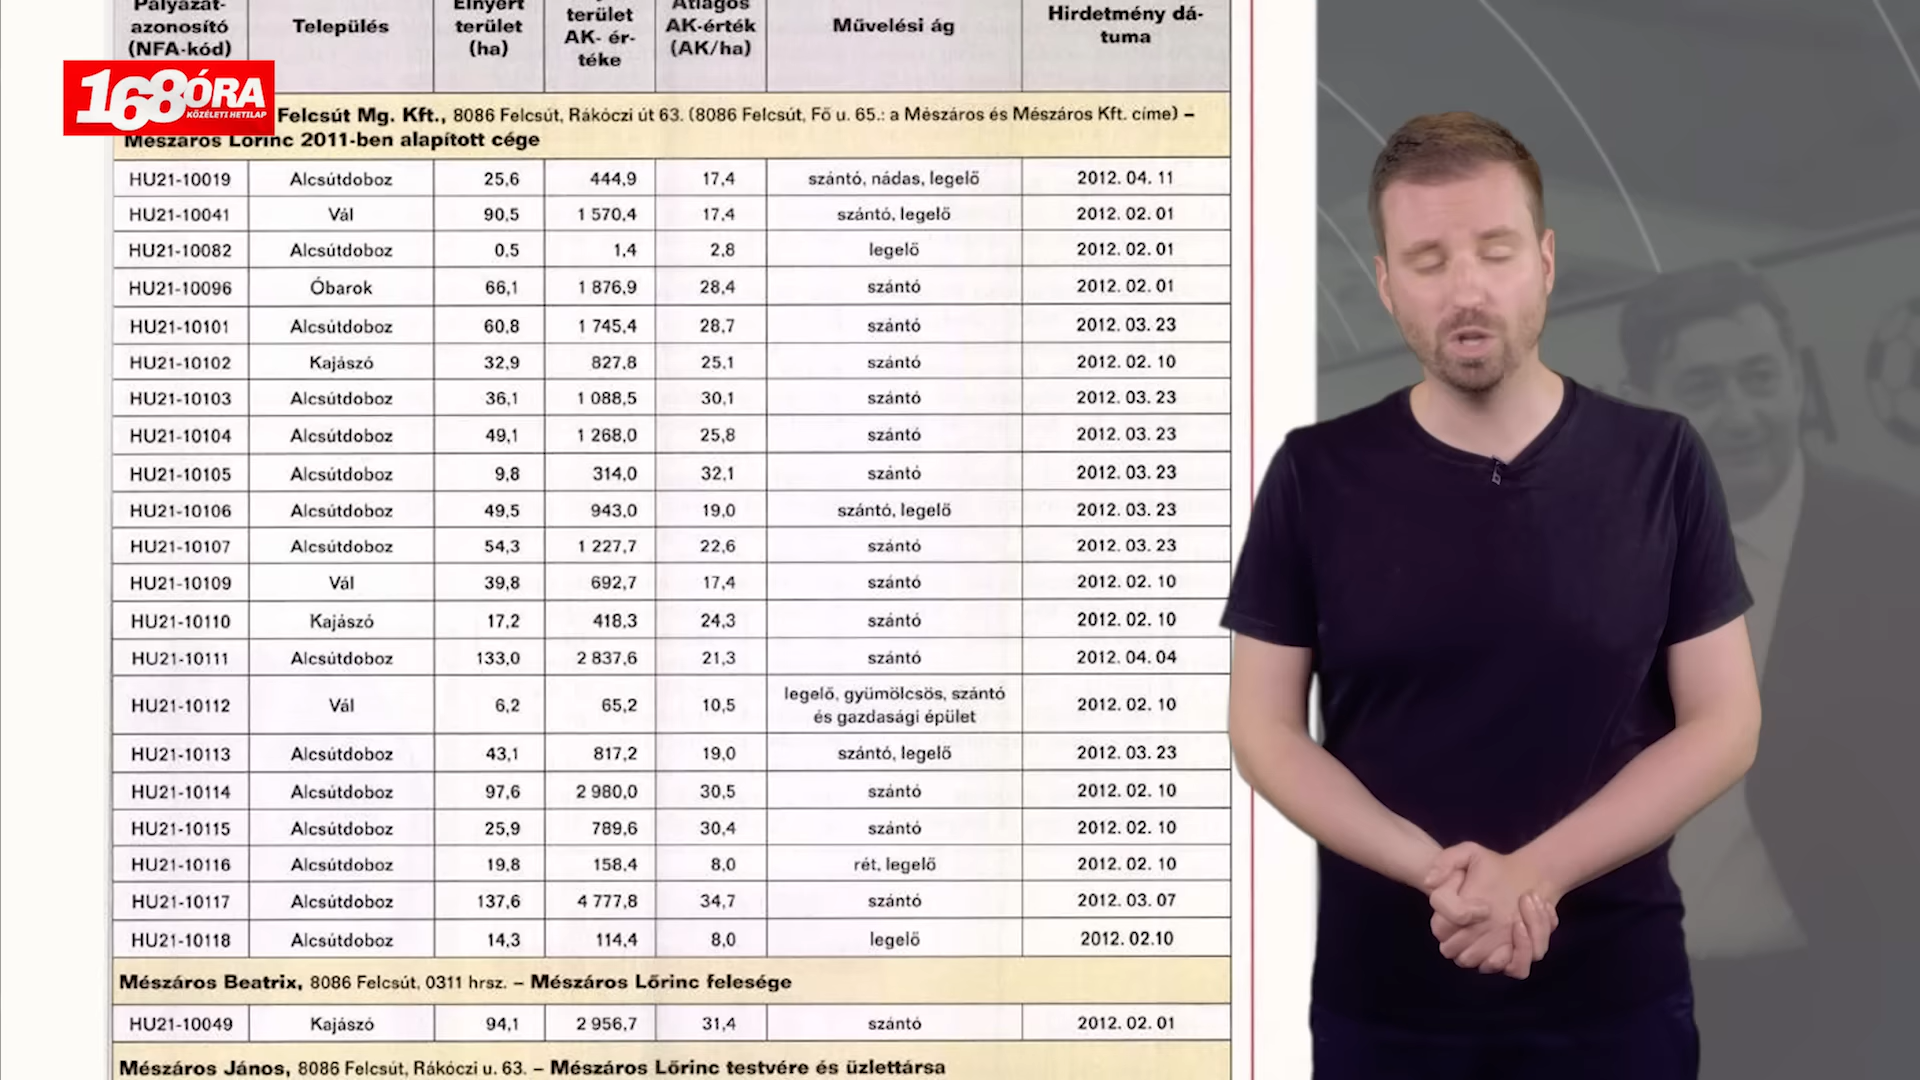 Pályázat-
azonosító
(NFA-kód)
Település
Elnyert
terület
(ha)
terület
AK- ér-
téke
Átlagos
AK-érték
(AK/ha)
Művelési ág
Hirdetmény dá-
tuma
168ÓRA
KÖZÉLETI HETILAP
Felcsút Mg. Kft., 8086 Felcsút, Rákóczi út 63. (8086 Felcsút, Fő u. 65.: a Mészáros és Mészáros Kft. címe) –
Mészáros Lőrinc 2011-ben alapított cége
HU21-10019 Alcsútdoboz 25,6 444,9 17,4 szántó, nádas, legelő 2012. 04. 11
HU21-10041 Vál 90,5 1 570,4 17,4 szántó, legelő 2012. 02. 01
HU21-10082 Alcsútdoboz 0,5 1,4 2,8 legelő 2012. 02. 01
HU21-10096 Óbarok 66,1 1 876,9 28,4 szántó 2012. 02. 01
HU21-10101 Alcsútdoboz 60,8 1 745,4 28,7 szántó 2012. 03. 23
HU21-10102 Kajászó 32,9 827,8 25,1 szántó 2012. 02. 10
HU21-10103 Alcsútdoboz 36,1 1 088,5 30,1 szántó 2012. 03. 23
HU21-10104 Alcsútdoboz 49,1 1 268,0 25,8 szántó 2012. 03. 23
HU21-10105 Alcsútdoboz 9,8 314,0 32,1 szántó 2012. 03. 23
HU21-10106 Alcsútdoboz 49,5 943,0 19,0 szántó, legelő 2012. 03. 23
HU21-10107 Alcsútdoboz 54,3 1 227,7 22,6 szántó 2012. 03. 23
HU21-10109 Vál 39,8 692,7 17,4 szántó 2012. 02. 10
HU21-10110 Kajászó 17,2 418,3 24,3 szántó 2012. 02. 10
HU21-10111 Alcsútdoboz 133,0 2 837,6 21,3 szántó 2012. 04. 04
HU21-10112 Vál 6,2 65,2 10,5 legelő, gyümölcsös, szántó
és gazdasági épület 2012. 02. 10
HU21-10113 Alcsútdoboz 43,1 817,2 19,0 szántó, legelő 2012. 03. 23
HU21-10114 Alcsútdoboz 97,6 2 980,0 30,5 szántó 2012. 02. 10
HU21-10115 Alcsútdoboz 25,9 789,6 30,4 szántó 2012. 02. 10
HU21-10116 Alcsútdoboz 19,8 158,4 8,0 rét, legelő 2012. 02. 10
HU21-10117 Alcsútdoboz 137,6 4 777,8 34,7 szántó 2012. 03. 07
HU21-10118 Alcsútdoboz 14,3 114,4 8,0 legelő 2012. 02.10
Mészáros Beatrix, 8086 Felcsút, 0311 hrsz. – Mészáros Lőrinc felesége
HU21-10049 Kajászó 94,1 2 956,7 31,4 szántó 2012. 02. 01
Mészáros János, 8086 Felcsút, Rákóczi u. 63. – Mészáros Lőrinc testvére és üzlettársa